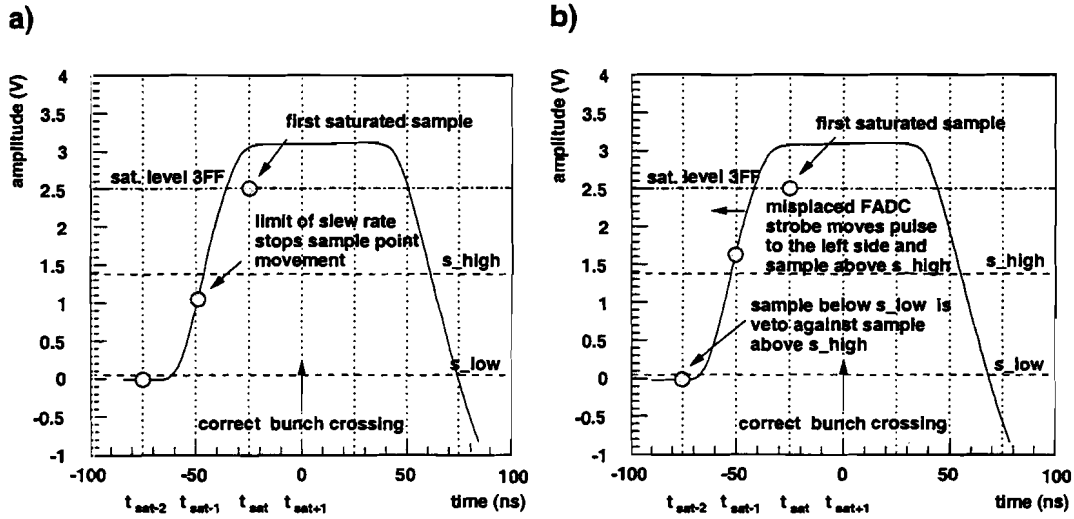 a)
amplitude (V)
4
3.5
3
2.5
2
1.5
1
0.5
0
-0.5
-1
first saturated sample
sat. level 3FF
limit of slew rate
stops sample point
movement
s_high
s_low
correct bunch crossing
-100 -50 0 50 100
t sat-2 t sat-1 t sat t sat+1 time (ns)
b)
amplitude (V)
4
3.5
3
2.5
2
1.5
1
0.5
0
-0.5
-1
first saturated sample
sat. level 3FF
misplaced FADC
strobe moves pulse
to the left side and
sample above s_high
s_high
sample below s_low is
veto against sample
above s_high
s_low
correct bunch crossing
-100 -50 0 50 100
t sat-2 t sat-1 t sat t sat+1 time (ns)